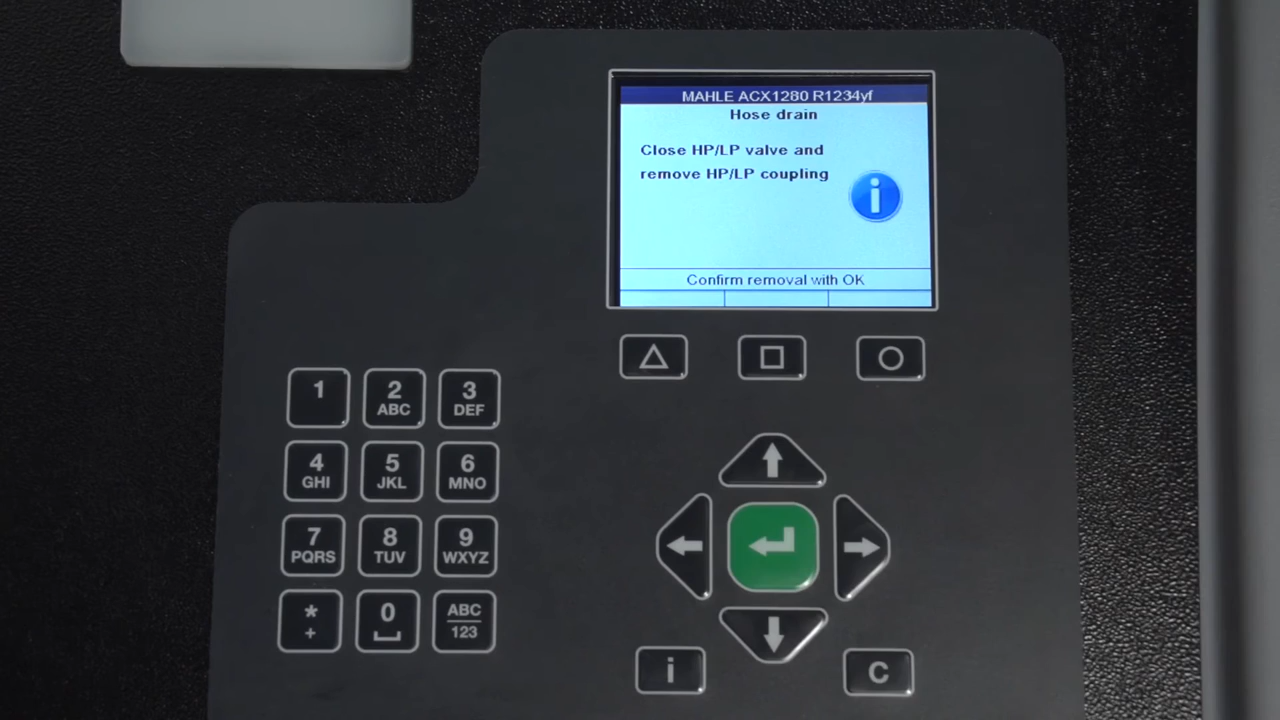 MAHLE ACX1280 R1234yf
Hose drain
Close HP/LP valve and
remove HP/LP coupling
i
Confirm removal with OK
1
2
ABC
3
DEF
4
GHI
5
JKL
6
MNO
7
PQRS
8
TUV
9
WXYZ
*
+
0
ABC
123
i
C